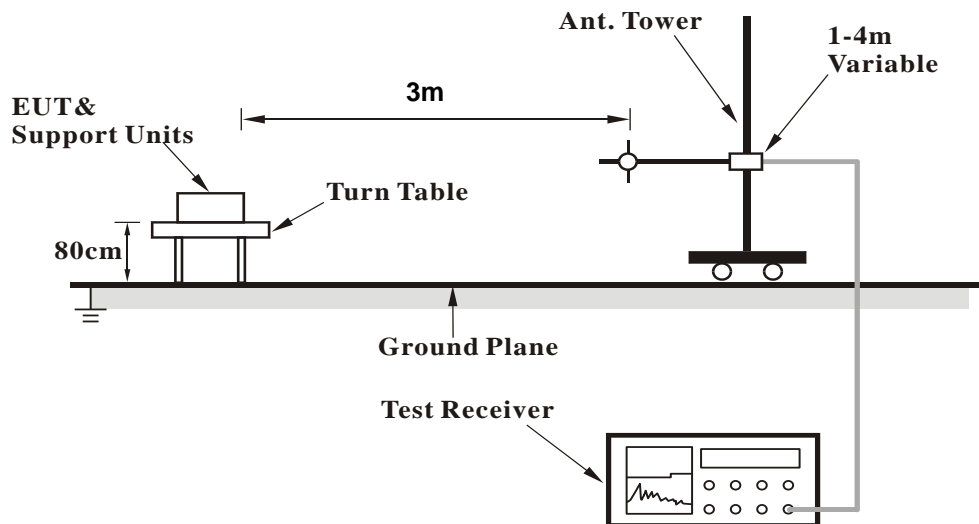 Ant. Tower
1-4m
Variable
3m
EUT&
Support Units
Turn Table
80cm
Ground Plane
Test Receiver